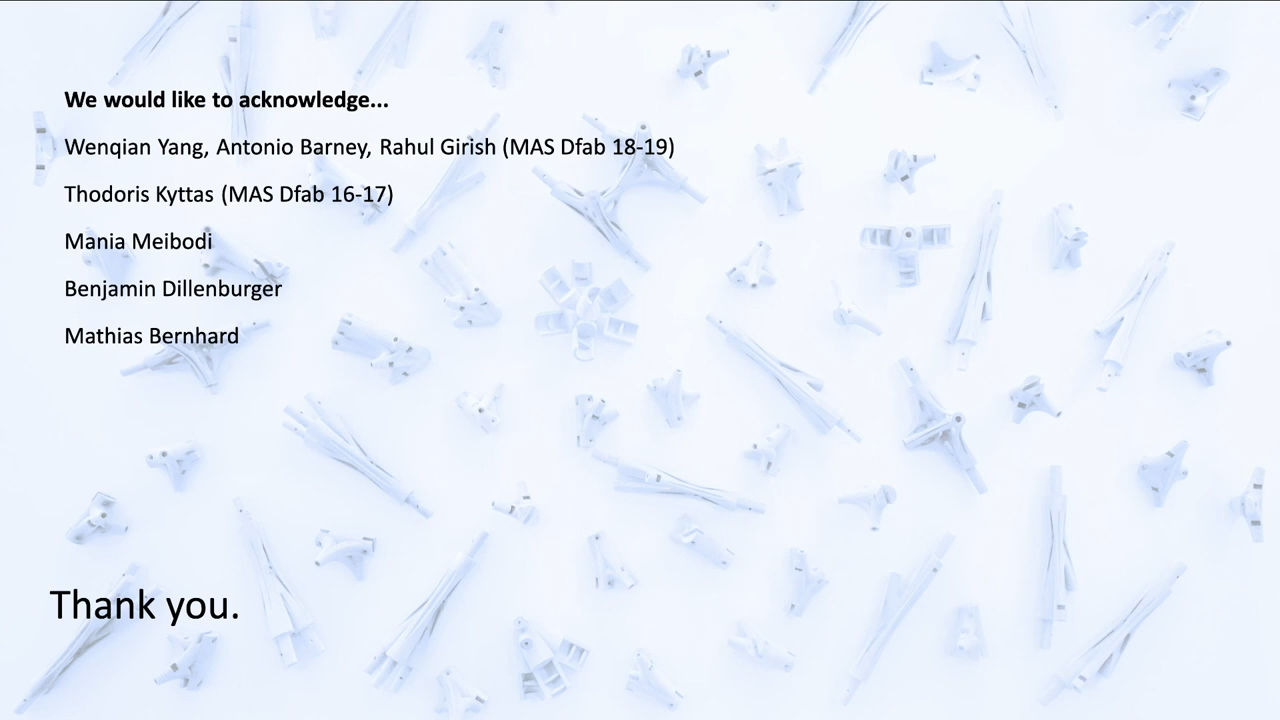 We would like to acknowledge...
Wenqian Yang, Antonio Barney, Rahul Girish (MAS Dfab 18-19)
Thodoris Kyttas (MAS Dfab 16-17)
Mania Meibodi
Benjamin Dillenburger
Mathias Bernhard
Thank you.